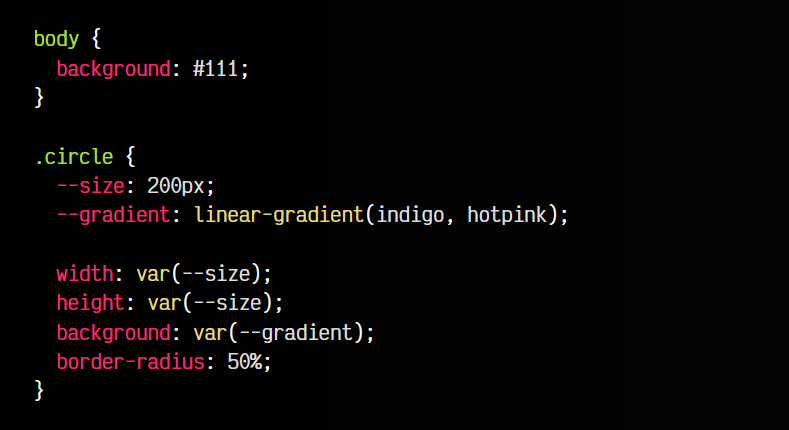 body {
  background: #111;
}

.circle {
  --size: 200px;
  --gradient: linear-gradient(indigo, hotpink);

  width: var(--size);
  height: var(--size);
  background: var(--gradient);
  border-radius: 50%;
}